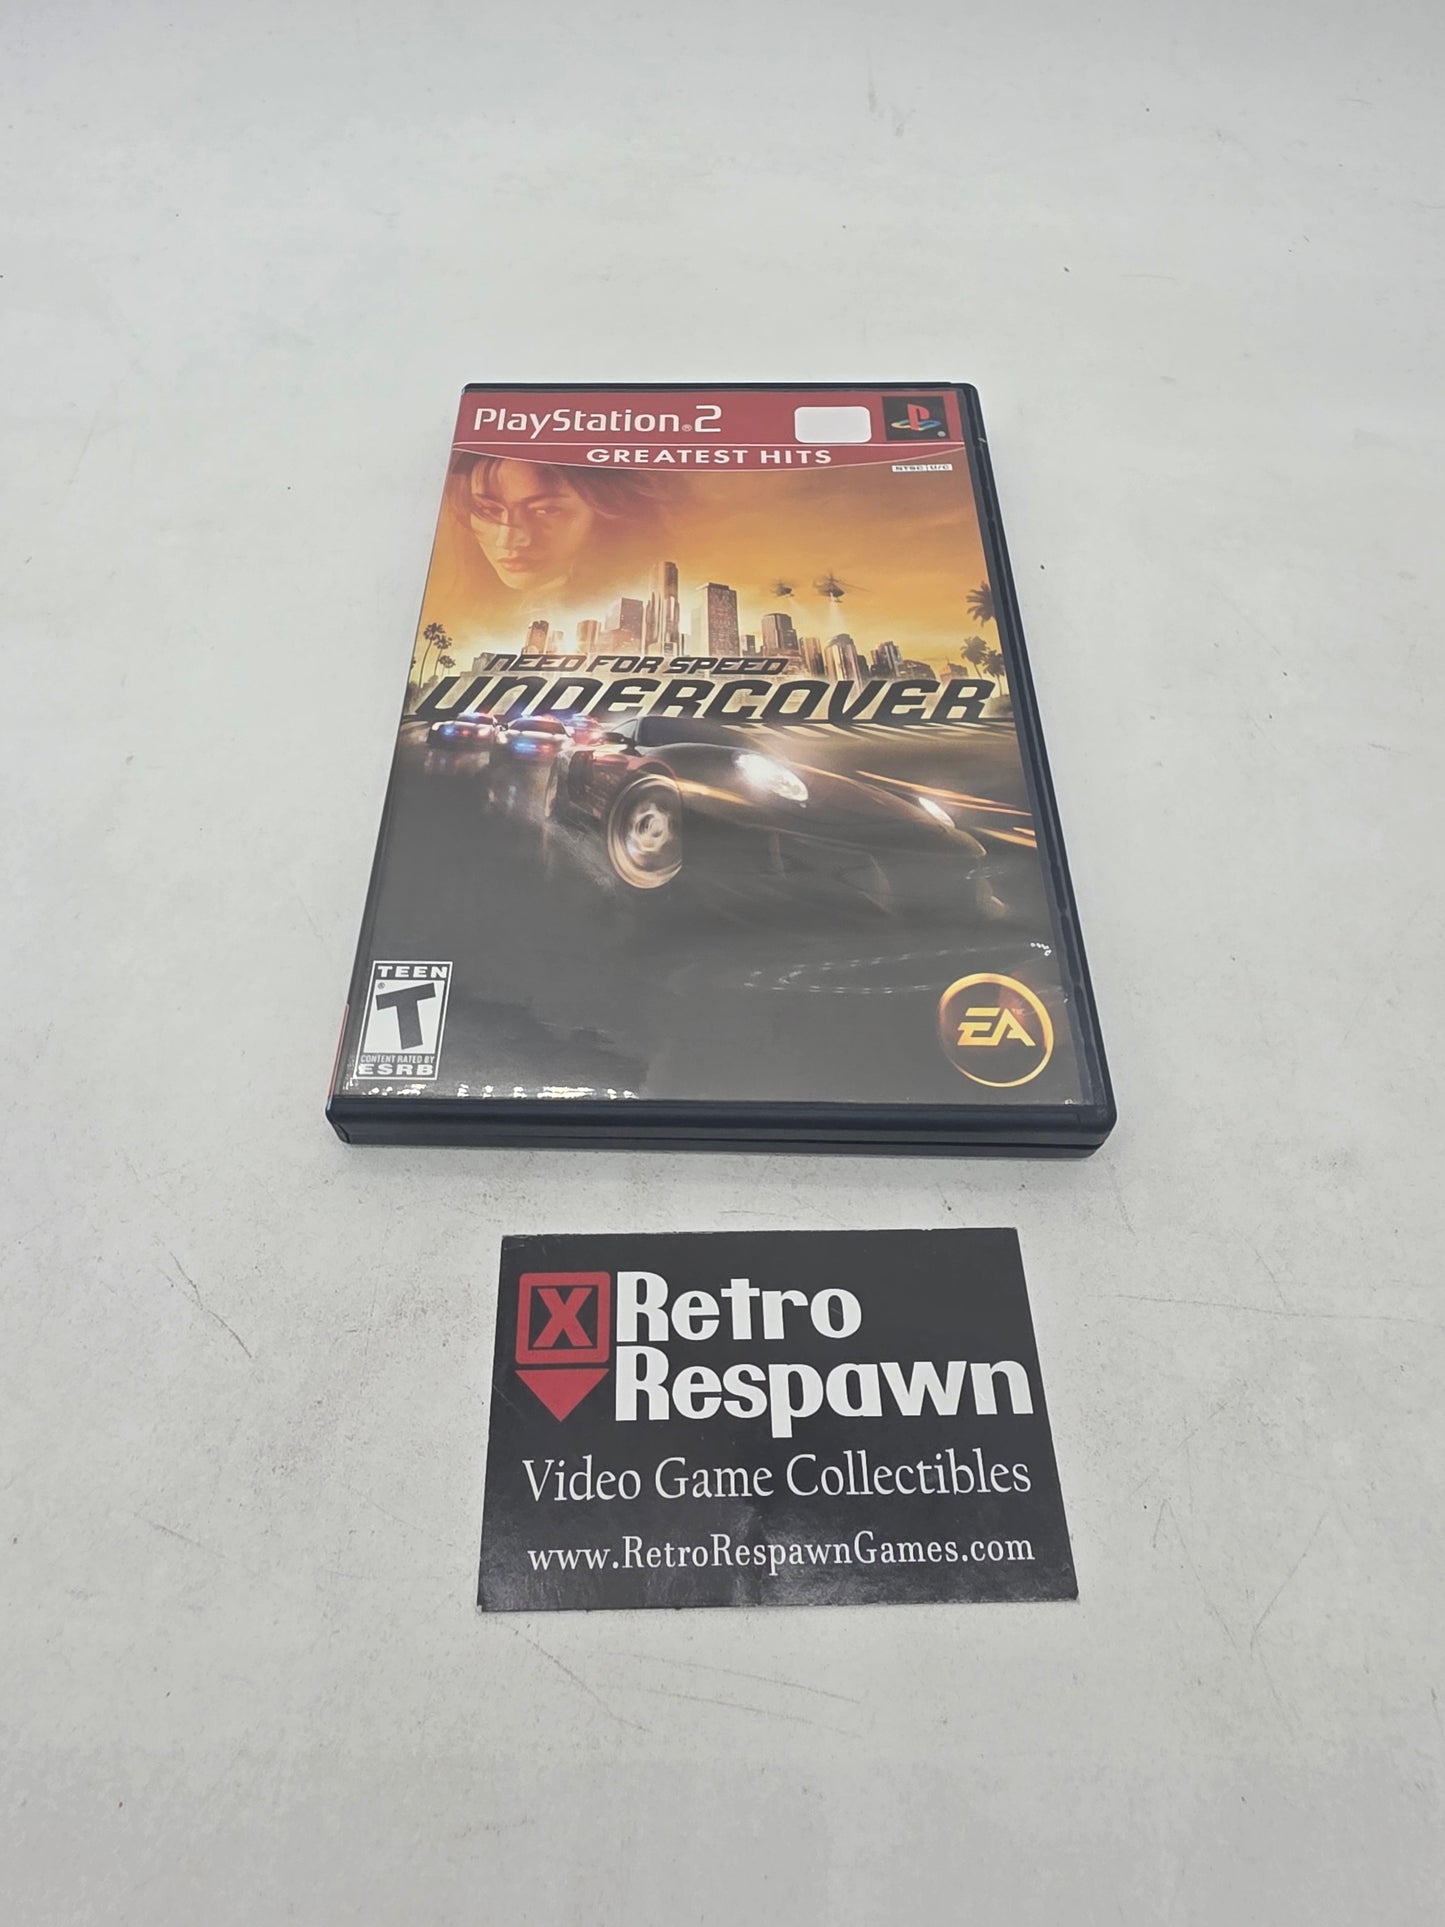 PlayStation®2
GREATEST HITS
NTSC U/C
NEED FOR SPEED
UNDERCOVER
TEEN
T
CONTENT RATED BY
ESRB
EA
X Retro
Respawn
Video Game Collectibles
www.RetroRespawnGames.com